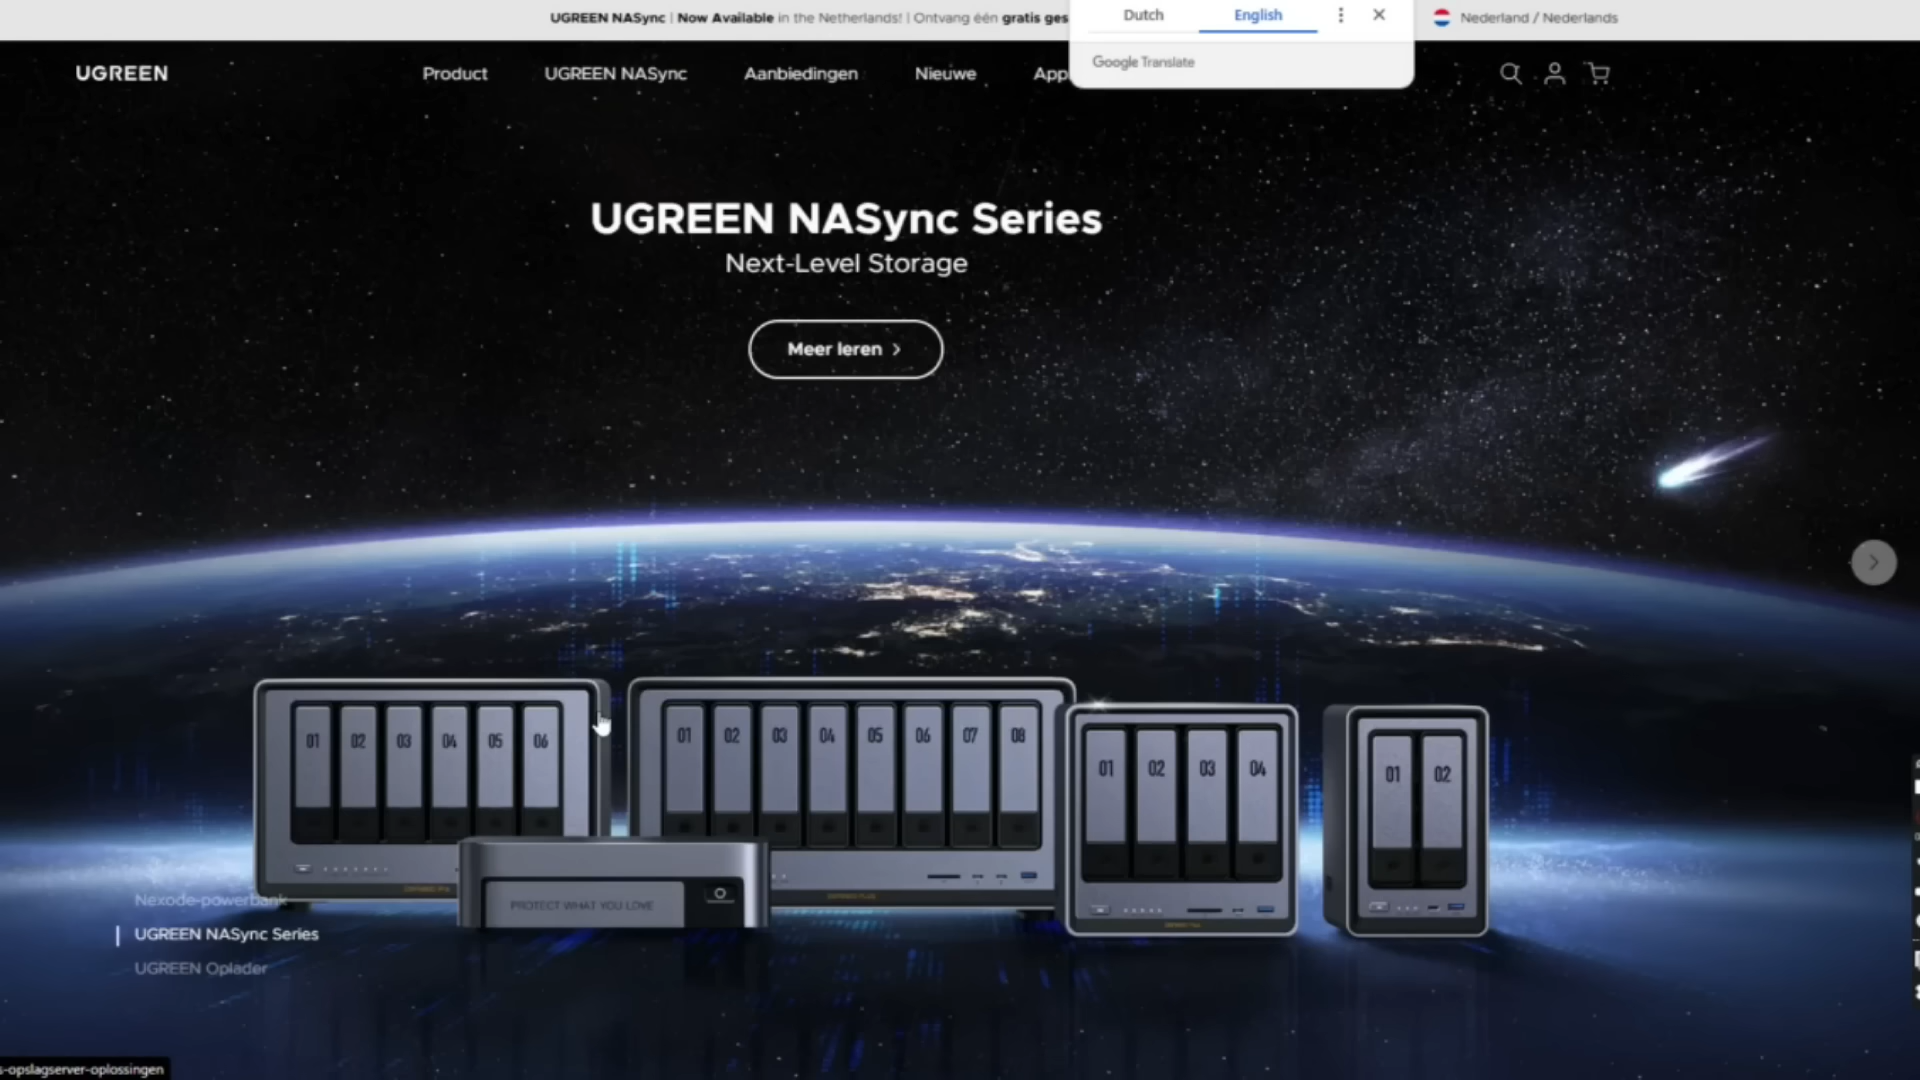 UGREEN NASync | Now Available in the Netherlands! | Ontvang één gratis ges
Dutch English
Google Translate
Nederland / Nederlands
UGREEN
Product UGREEN NASync Aanbiedingen Nieuwe App
UGREEN NASync Series
Next-Level Storage
Meer leren
01 02 03 04 05 06
01 02 03 04 05 06 07 08
01 02 03 04
01 02
PROTECT WHAT YOU LOVE
Nexode-powerbank
UGREEN NASync Series
UGREEN Oplader
s-opslagserver-oplossingen